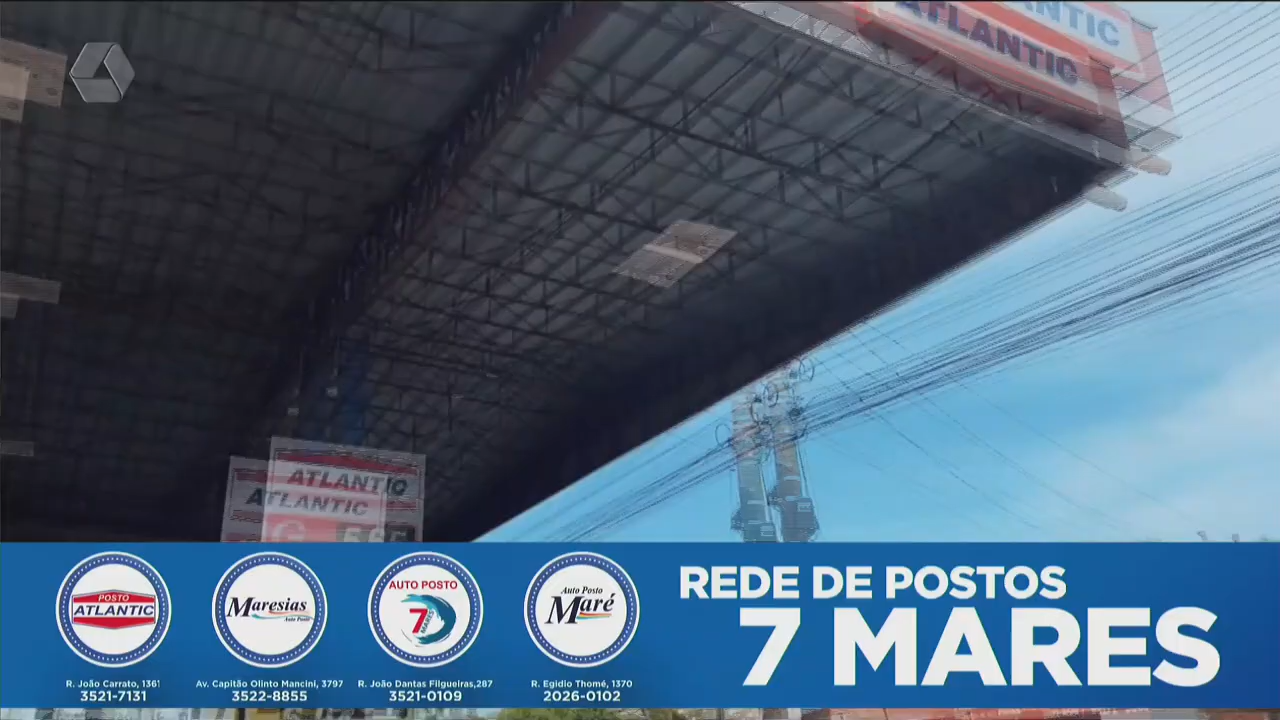 ATLANTIC
ATLANTIC
ATLANTIC
ATLANTIC
POSTO
ATLANTIC
R. João Carrato, 1361
3521-7131
Maresias
Auto Posto
Av. Capitão Olinto Mancini, 3797
3522-8855
AUTO POSTO
7
MARES
R. João Dantas Filgueiras,287
3521-0109
Auto Posto
Maré
R. Egidio Thomé, 1370
2026-0102
REDE DE POSTOS
7 MARES